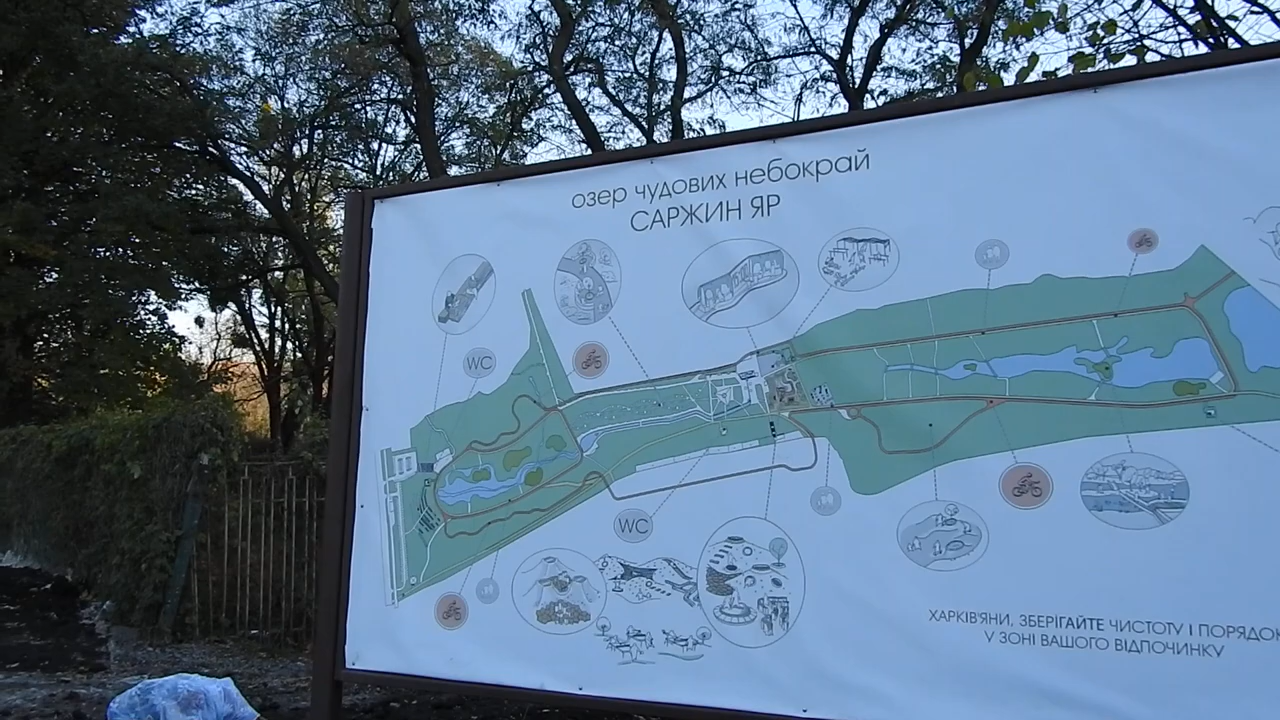 озер чудових небокрай
САРЖИН ЯР
WC
WC
ХАРКІВ'ЯНИ, ЗБЕРІГАЙТЕ ЧИСТОТУ І ПОРЯДОК
У ЗОНІ ВАШОГО ВІДПОЧИНКУ